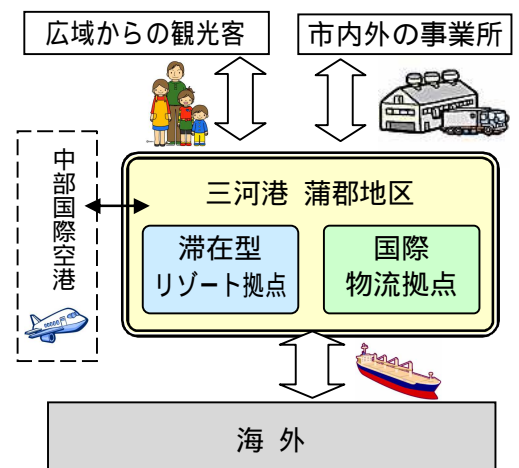 広域からの観光客
市内外の事業所
中部国際空港
三河港 蒲郡地区
滞在型
リゾート拠点
国際
物流拠点
海外